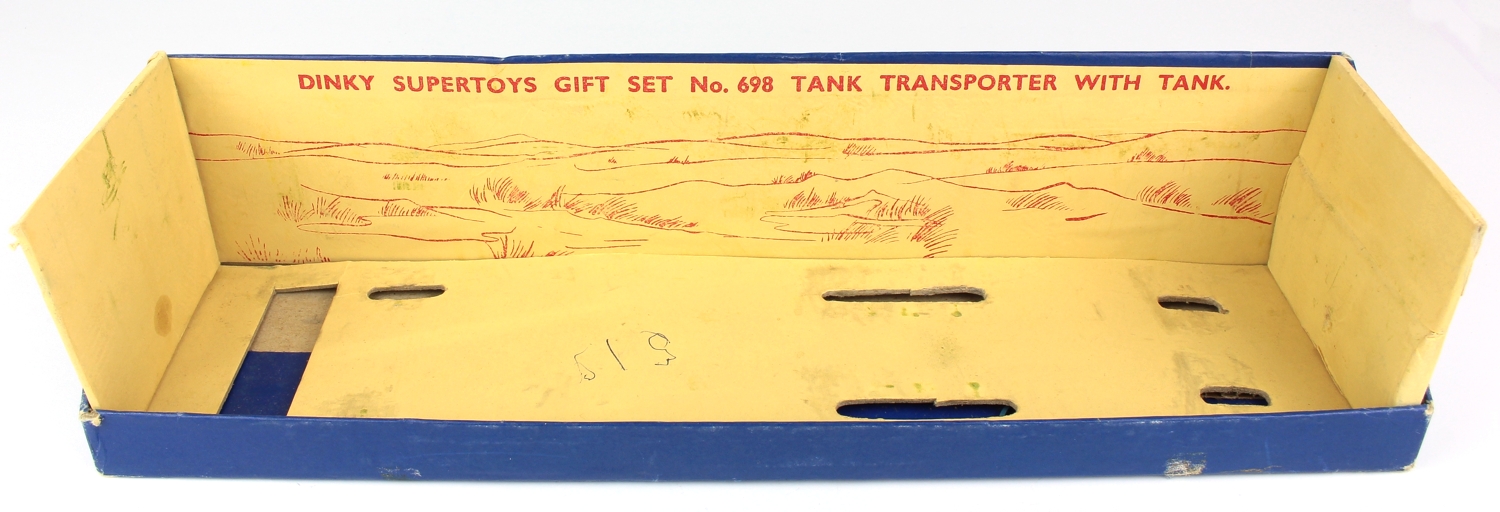 DINKY SUPERTOYS GIFT SET No. 698 TANK TRANSPORTER WITH TANK.